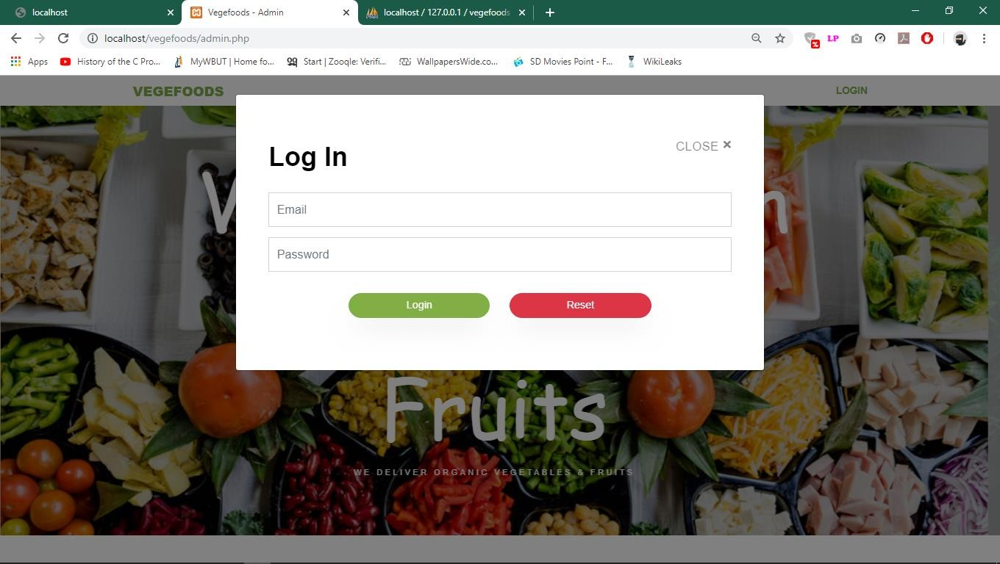 localhost
Vegefoods - Admin
localhost / 127.0.0.1 / vegefoods
localhost/vegefoods/admin.php
LP
Apps
History of the C Pro...
MyWBUT | Home fo...
Start | Zooqle: Verifi...
WallpapersWide.co...
SD Movies Point - F...
WikiLeaks
VEGEFOODS
LOGIN
CLOSE
Log In
Email
Password
Login
Reset
Fruits
WE DELIVER ORGANIC VEGETABLES & FRUITS